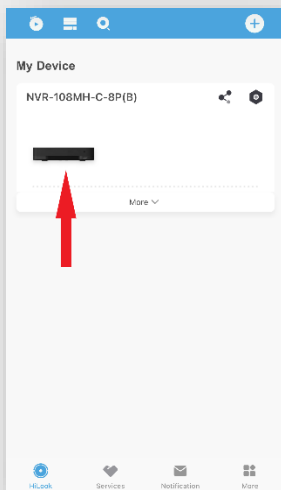 My Device
NVR-108MH-C-8P(B)
More
HiLook
Services
Notification
More